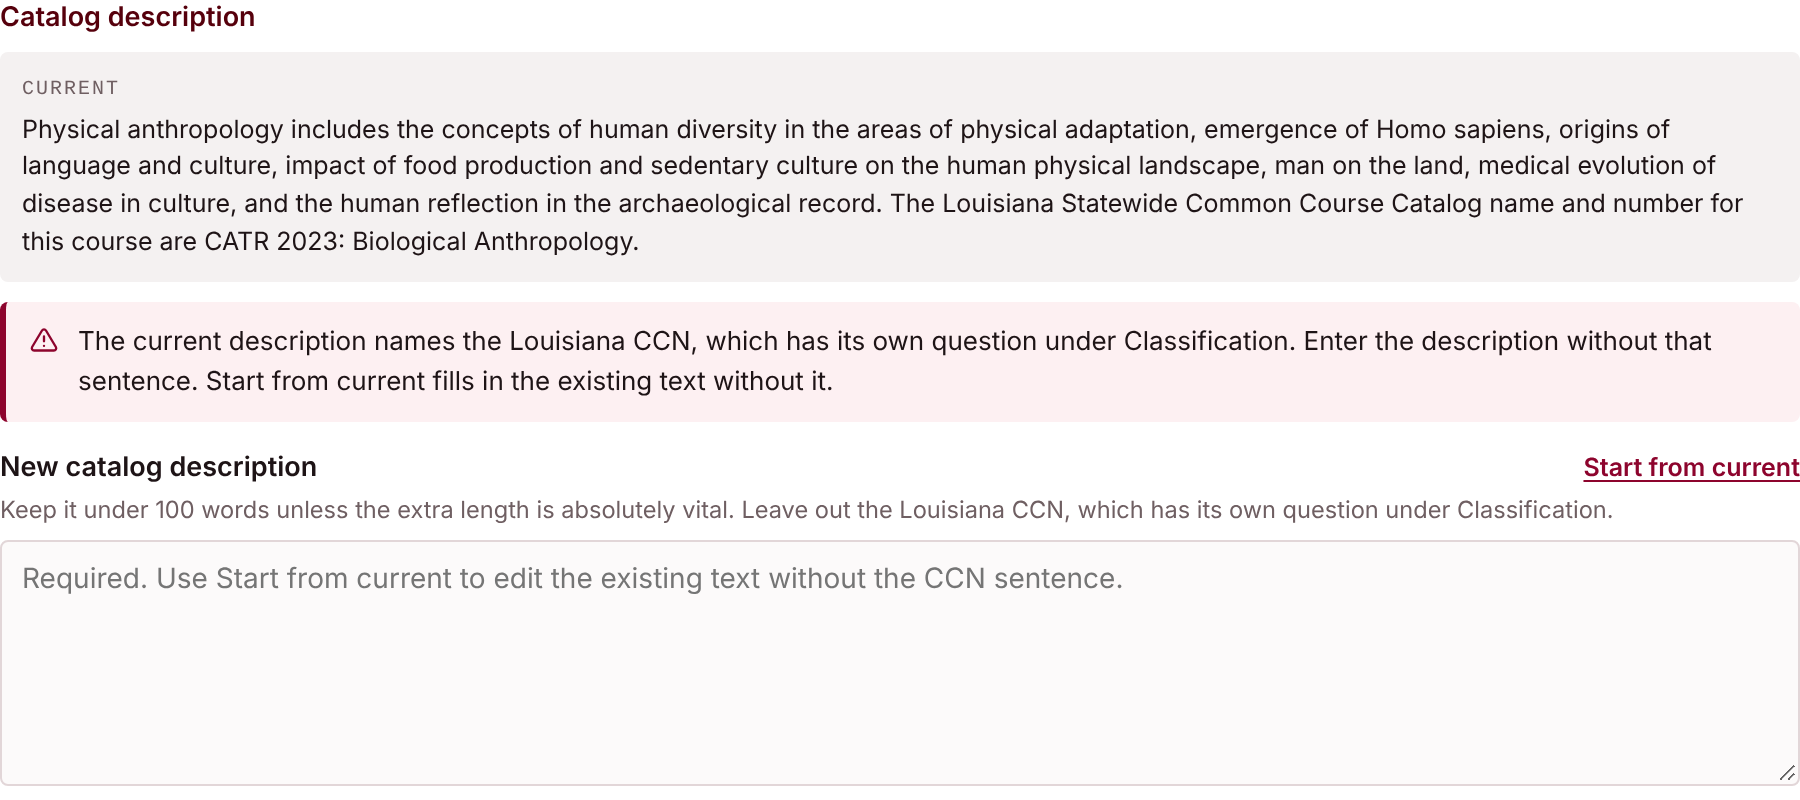 Catalog description
CURRENT
Physical anthropology includes the concepts of human diversity in the areas of physical adaptation, emergence of Homo sapiens, origins of
language and culture, impact of food production and sedentary culture on the human physical landscape, man on the land, medical evolution of
disease in culture, and the human reflection in the archaeological record. The Louisiana Statewide Common Course Catalog name and number for
this course are CATR 2023: Biological Anthropology.
The current description names the Louisiana CCN, which has its own question under Classification. Enter the description without that
sentence. Start from current fills in the existing text without it.
New catalog description
Start from current
Keep it under 100 words unless the extra length is absolutely vital. Leave out the Louisiana CCN, which has its own question under Classification.
Required. Use Start from current to edit the existing text without the CCN sentence.